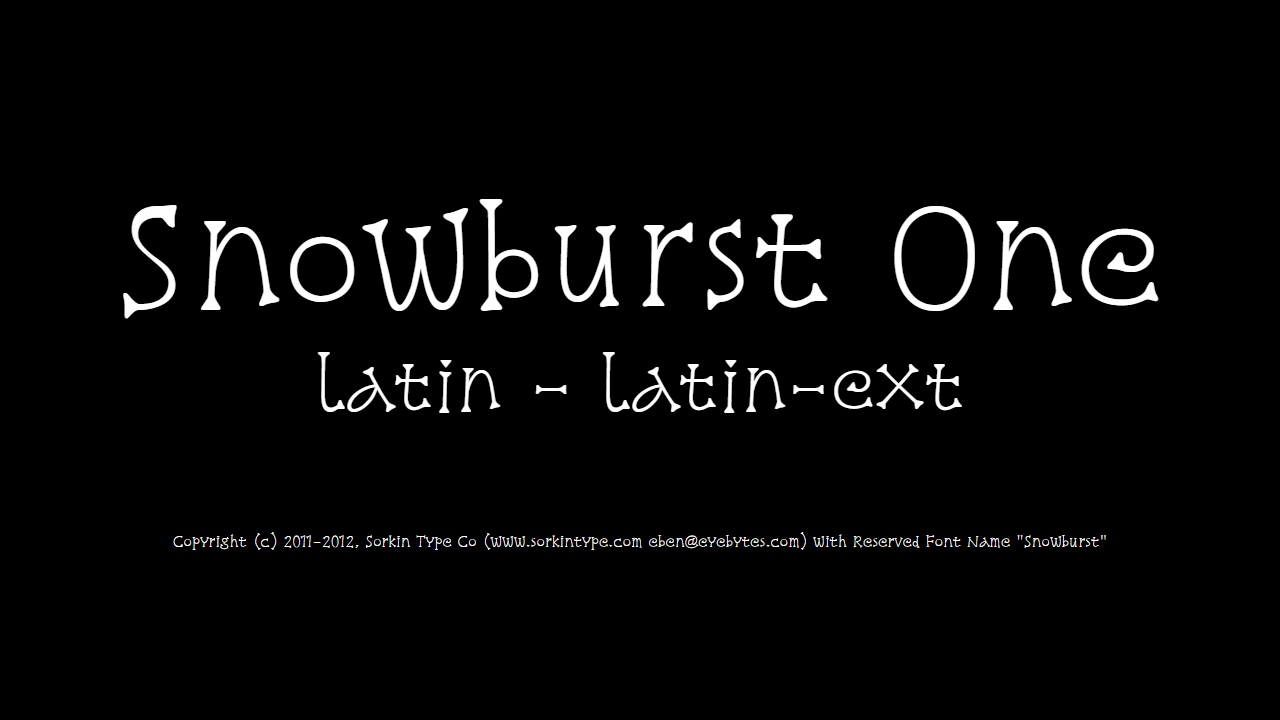 Snowburst One
latin - latin-ext
Copyright (c) 2011-2012, Sorkin Type Co (www.sorkintype.com eben@eyebytes.com) with Reserved Font Name "Snowburst"